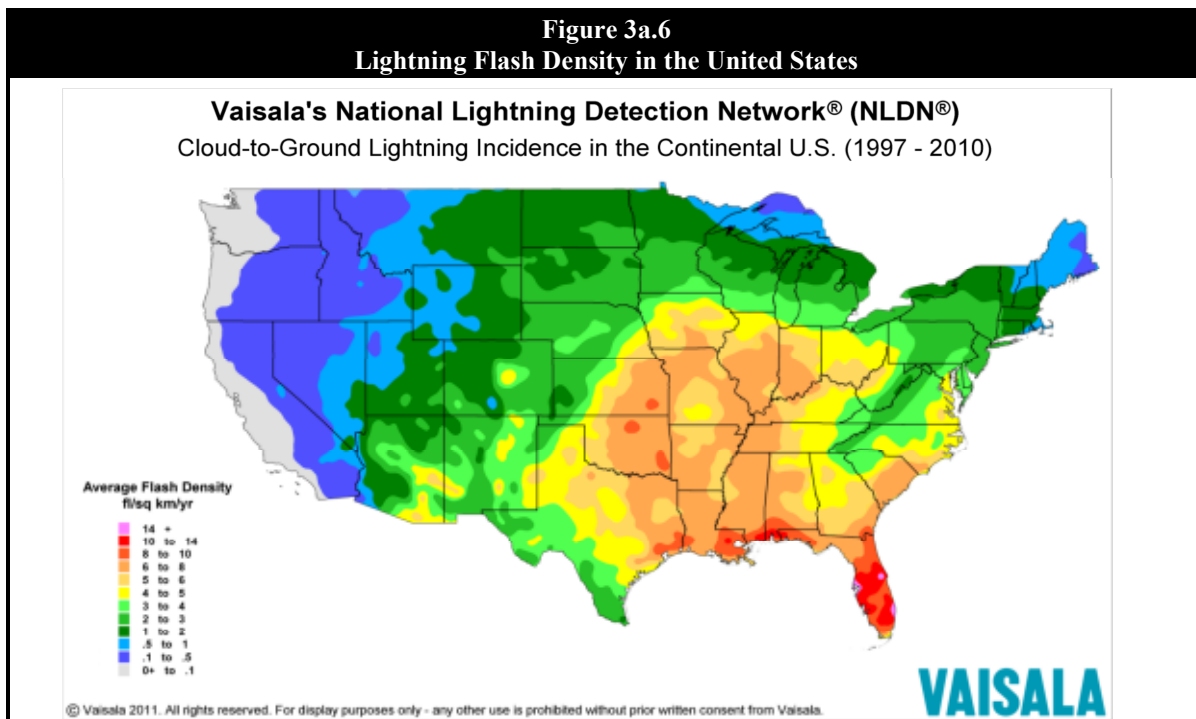 Figure 3a.6
Lightning Flash Density in the United States
Vaisala's National Lightning Detection Network® (NLDN®)
Cloud-to-Ground Lightning Incidence in the Continental U.S. (1997 - 2010)
Average Flash Density
fl/sq km/yr
14 +
10 to 14
8 to 10
6 to 8
5 to 6
4 to 5
3 to 4
2 to 3
1 to 2
.5 to 1
.1 to .5
0+ to .1
VAISALA
© Vaisala 2011. All rights reserved. For display purposes only - any other use is prohibited without prior written consent from Vaisala.